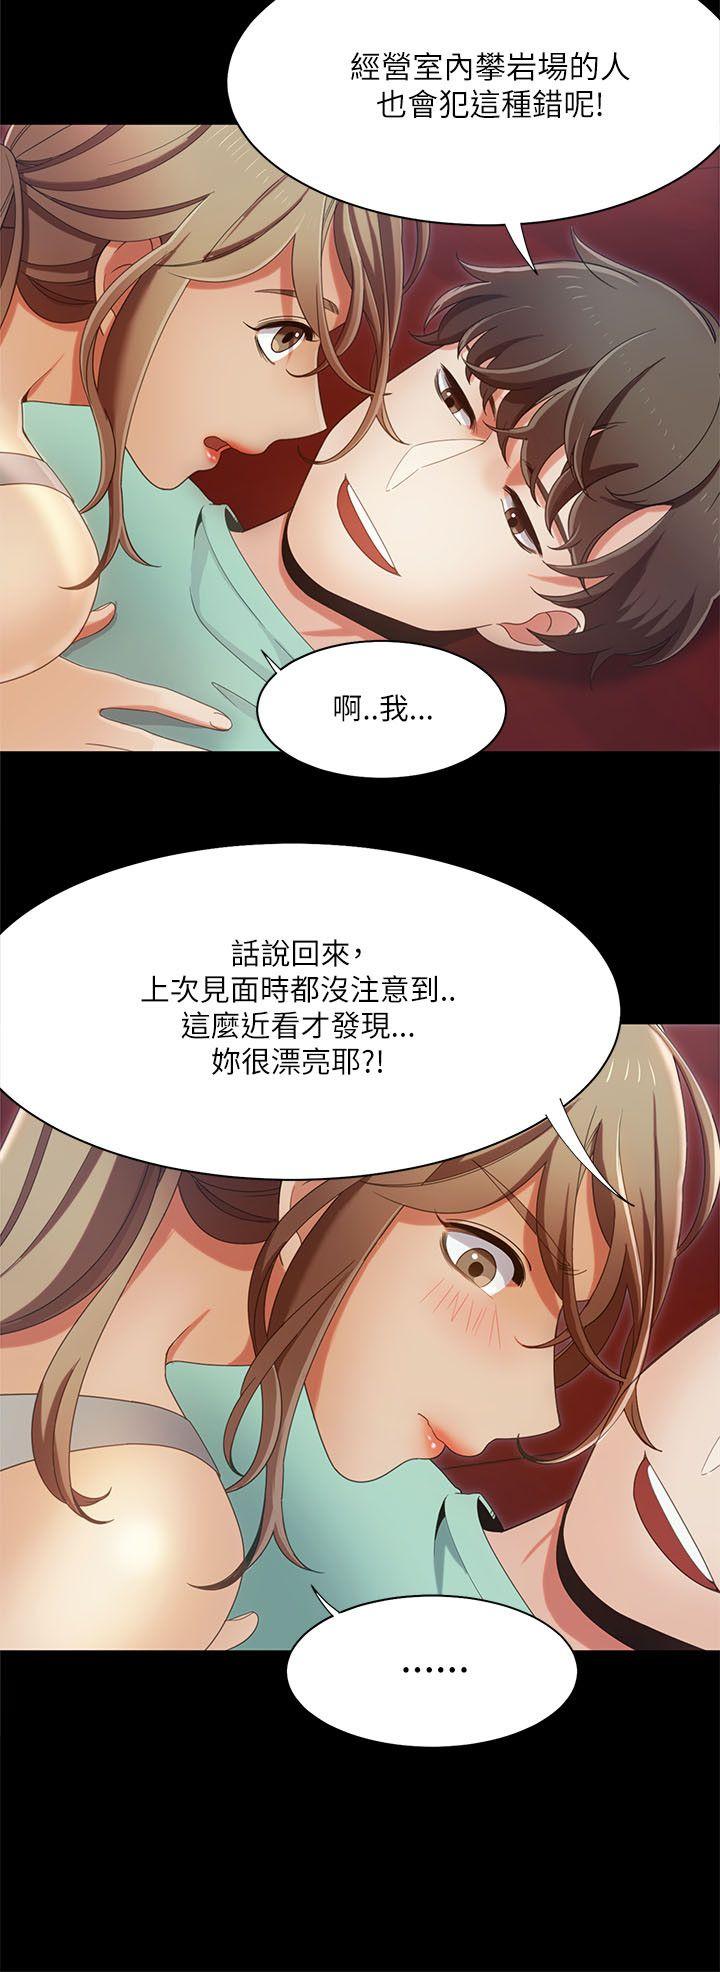 經營室內攀岩場的人
也會犯這種錯呢!
啊..我...
話說回來,
上次見面時都沒注意到..
這麼近看才發現...
妳很漂亮耶?!
......